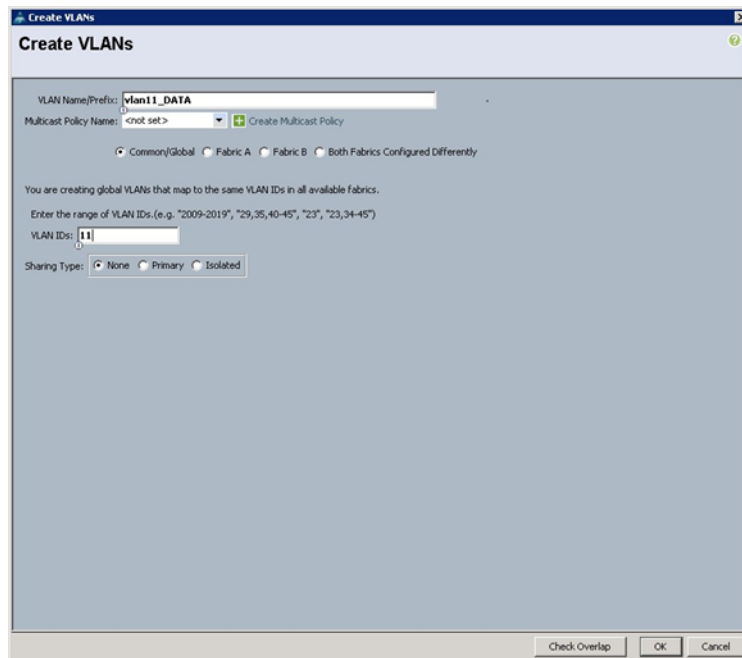 Create VLANs
Create VLANs
VLAN Name/Prefix: vlan11_DATA
Multicast Policy Name: <not set> Create Multicast Policy
Common/Global Fabric A Fabric B Both Fabrics Configured Differently
You are creating global VLANs that map to the same VLAN IDs in all available fabrics.
Enter the range of VLAN IDs.(e.g. "2009-2019", "29,35,40-45", "23", "23,34-45")
VLAN IDs: 11
Sharing Type: None Primary Isolated
Check Overlap OK Cancel